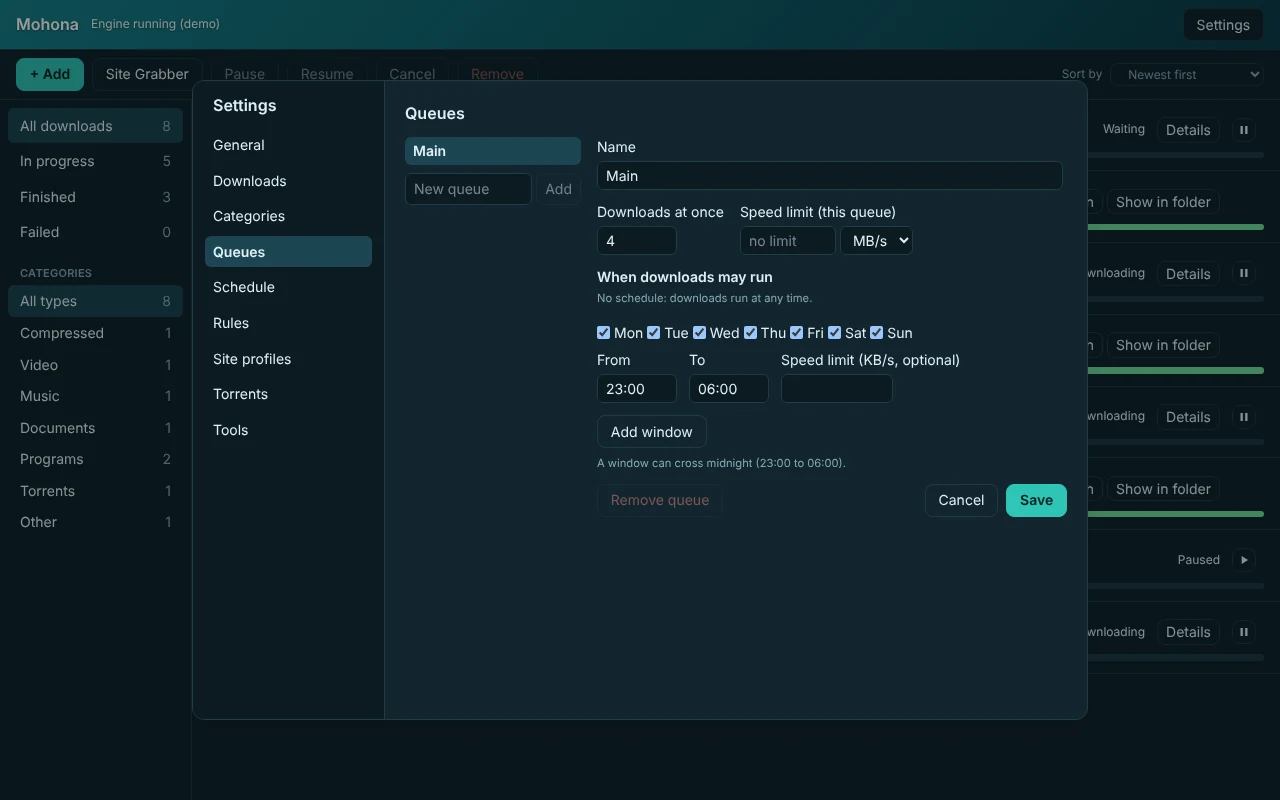 Mohona Engine running (demo) Settings
+ Add Site Grabber Pause Resume Cancel Remove Sort by Newest first
All downloads 8
In progress 5
Finished 3
Failed 0
CATEGORIES
All types 8
Compressed 1
Video 1
Music 1
Documents 1
Programs 2
Torrents 1
Other 1
Settings
General
Downloads
Categories
Queues
Schedule
Rules
Site profiles
Torrents
Tools
Queues
Main
New queue Add
Name
Main
Downloads at once Speed limit (this queue)
4 no limit MB/s
When downloads may run
No schedule: downloads run at any time.
Mon Tue Wed Thu Fri Sat Sun
From To Speed limit (KB/s, optional)
23:00 06:00
Add window
A window can cross midnight (23:00 to 06:00).
Remove queue Cancel Save
Waiting Details
Show in folder
wnloading Details
Show in folder
wnloading Details
Show in folder
Paused
wnloading Details